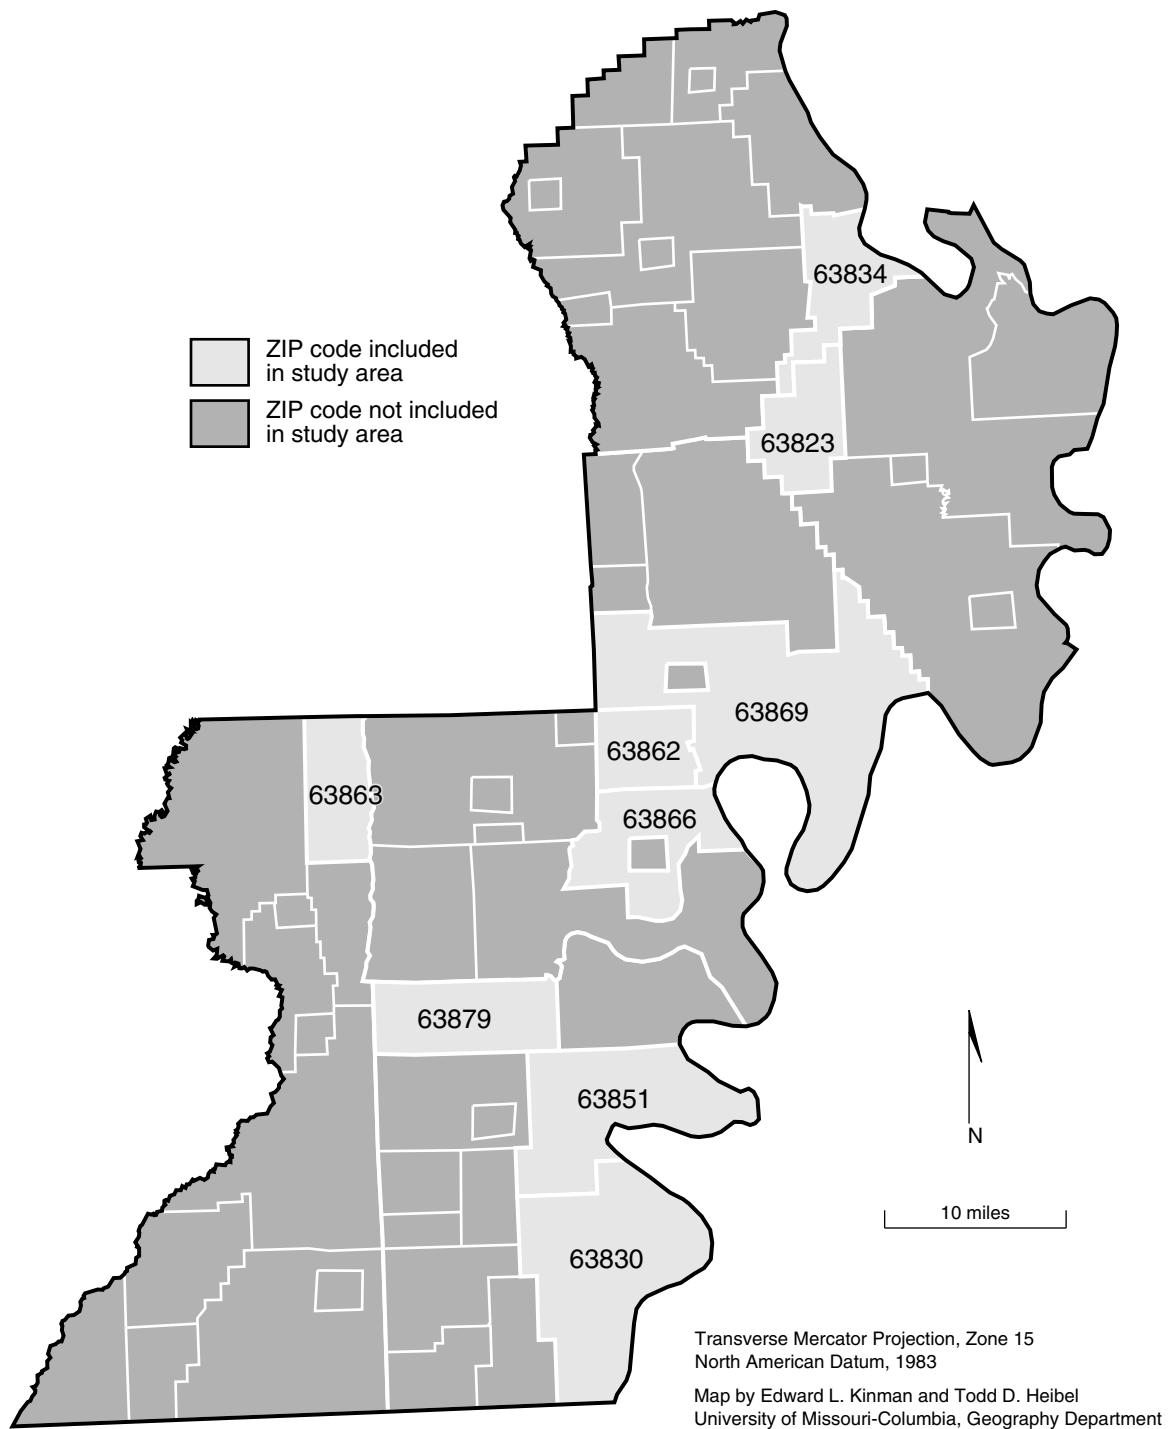 63834
ZIP code included
in study area
ZIP code not included
in study area
63823
63869
63862
63863
63866
63879
63851
N
10 miles
63830
Transverse Mercator Projection, Zone 15
North American Datum, 1983
Map by Edward L. Kinman and Todd D. Heibel
University of Missouri-Columbia, Geography Department